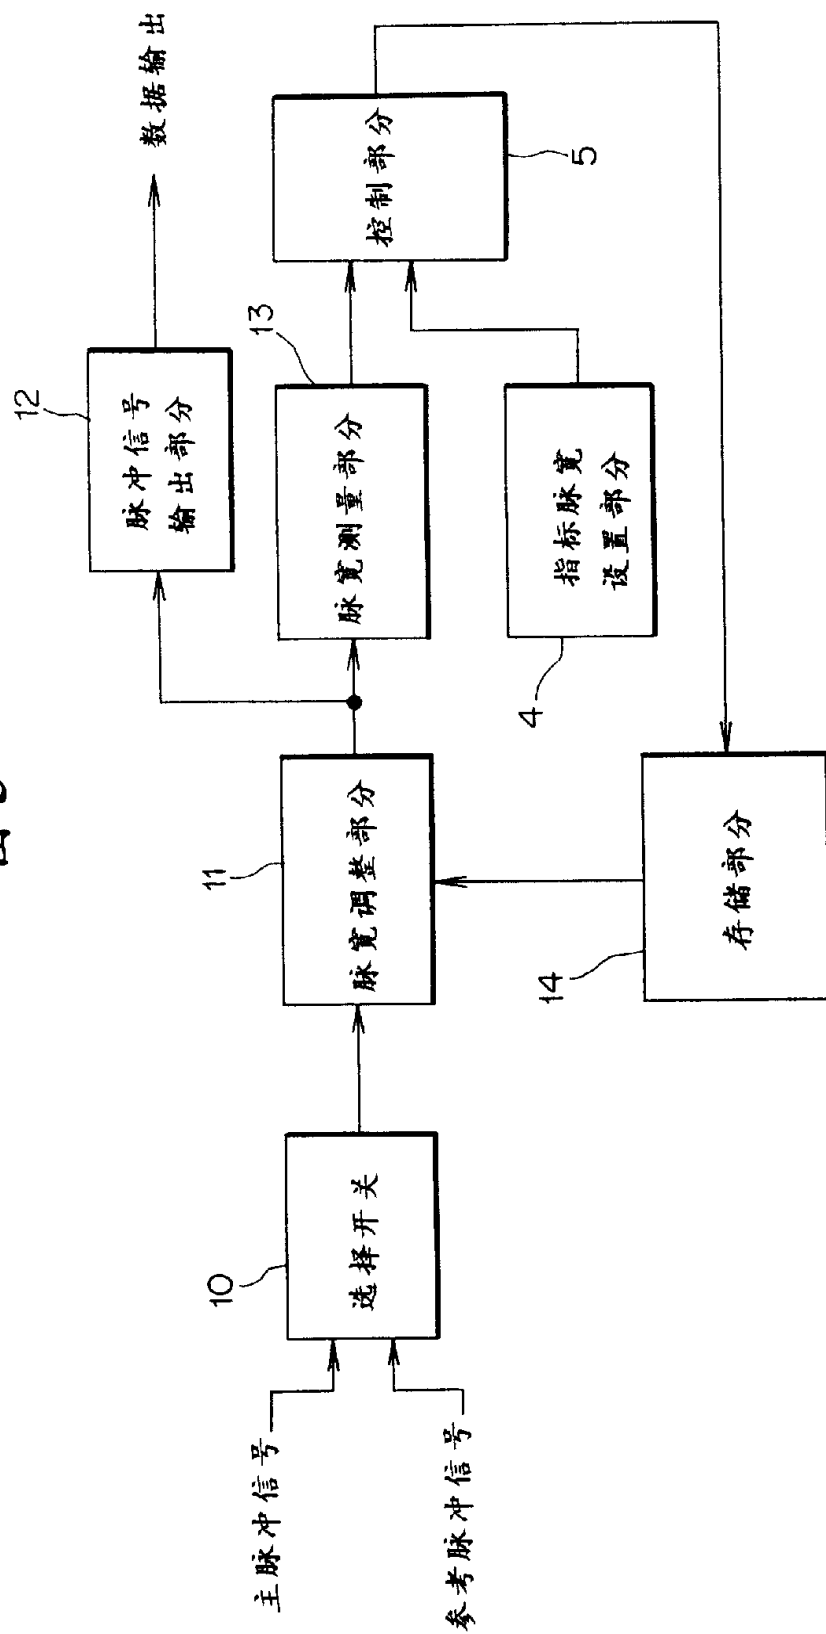 数据输出
12
脉冲信号
输出部分
13
脉宽测量部分
控制部分
5
指标脉宽
设置部分
4
11
脉宽调整部分
存储部分
14
10
选择开关
主脉冲信号
参考脉冲信号